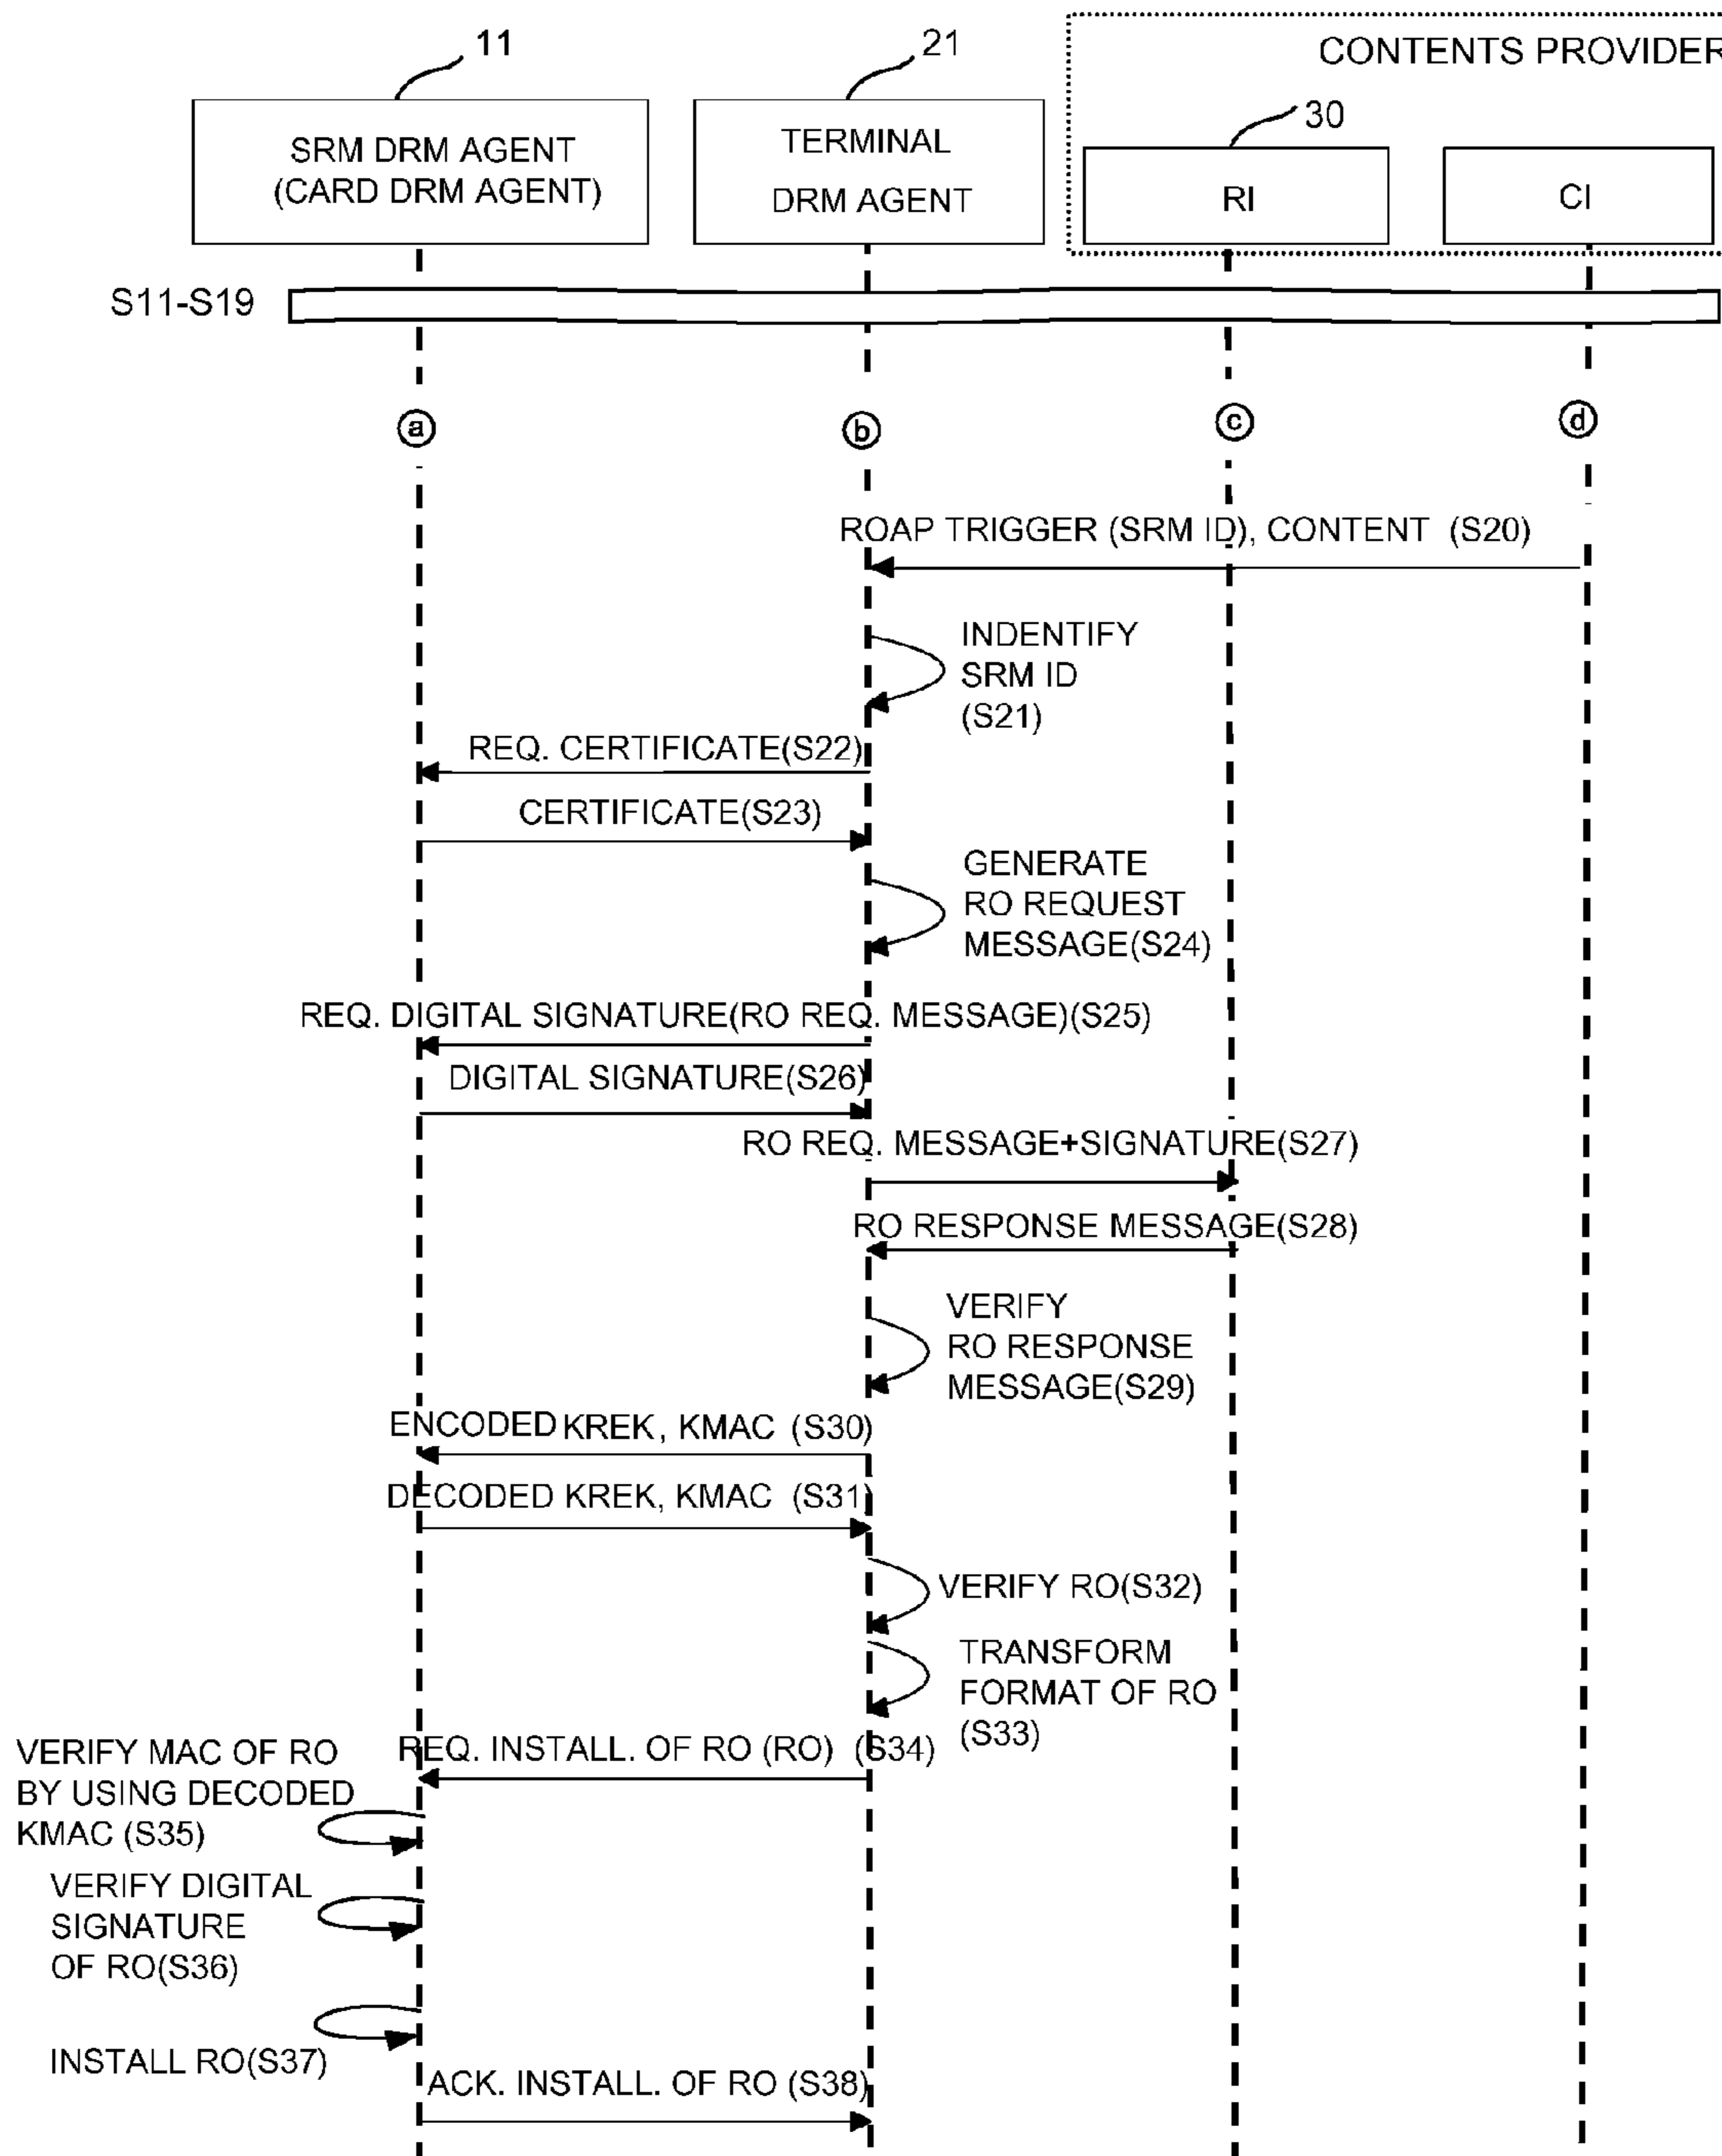 11
21
CONTENTS PROVIDER
30
SRM DRM AGENT
(CARD DRM AGENT)
TERMINAL
DRM AGENT
RI
CI
S11-S19
a
b
c
d
ROAP TRIGGER (SRM ID), CONTENT (S20)
INDENTIFY
SRM ID
(S21)
REQ. CERTIFICATE(S22)
CERTIFICATE(S23)
GENERATE
RO REQUEST
MESSAGE(S24)
REQ. DIGITAL SIGNATURE(RO REQ. MESSAGE)(S25)
DIGITAL SIGNATURE(S26)
RO REQ. MESSAGE+SIGNATURE(S27)
RO RESPONSE MESSAGE(S28)
VERIFY
RO RESPONSE
MESSAGE(S29)
ENCODED KREK, KMAC (S30)
DECODED KREK, KMAC (S31)
VERIFY RO(S32)
TRANSFORM
FORMAT OF RO
(S33)
REQ. INSTALL. OF RO (RO) (S34)
VERIFY MAC OF RO
BY USING DECODED
KMAC (S35)
VERIFY DIGITAL
SIGNATURE
OF RO(S36)
INSTALL RO(S37)
ACK. INSTALL. OF RO (S38)